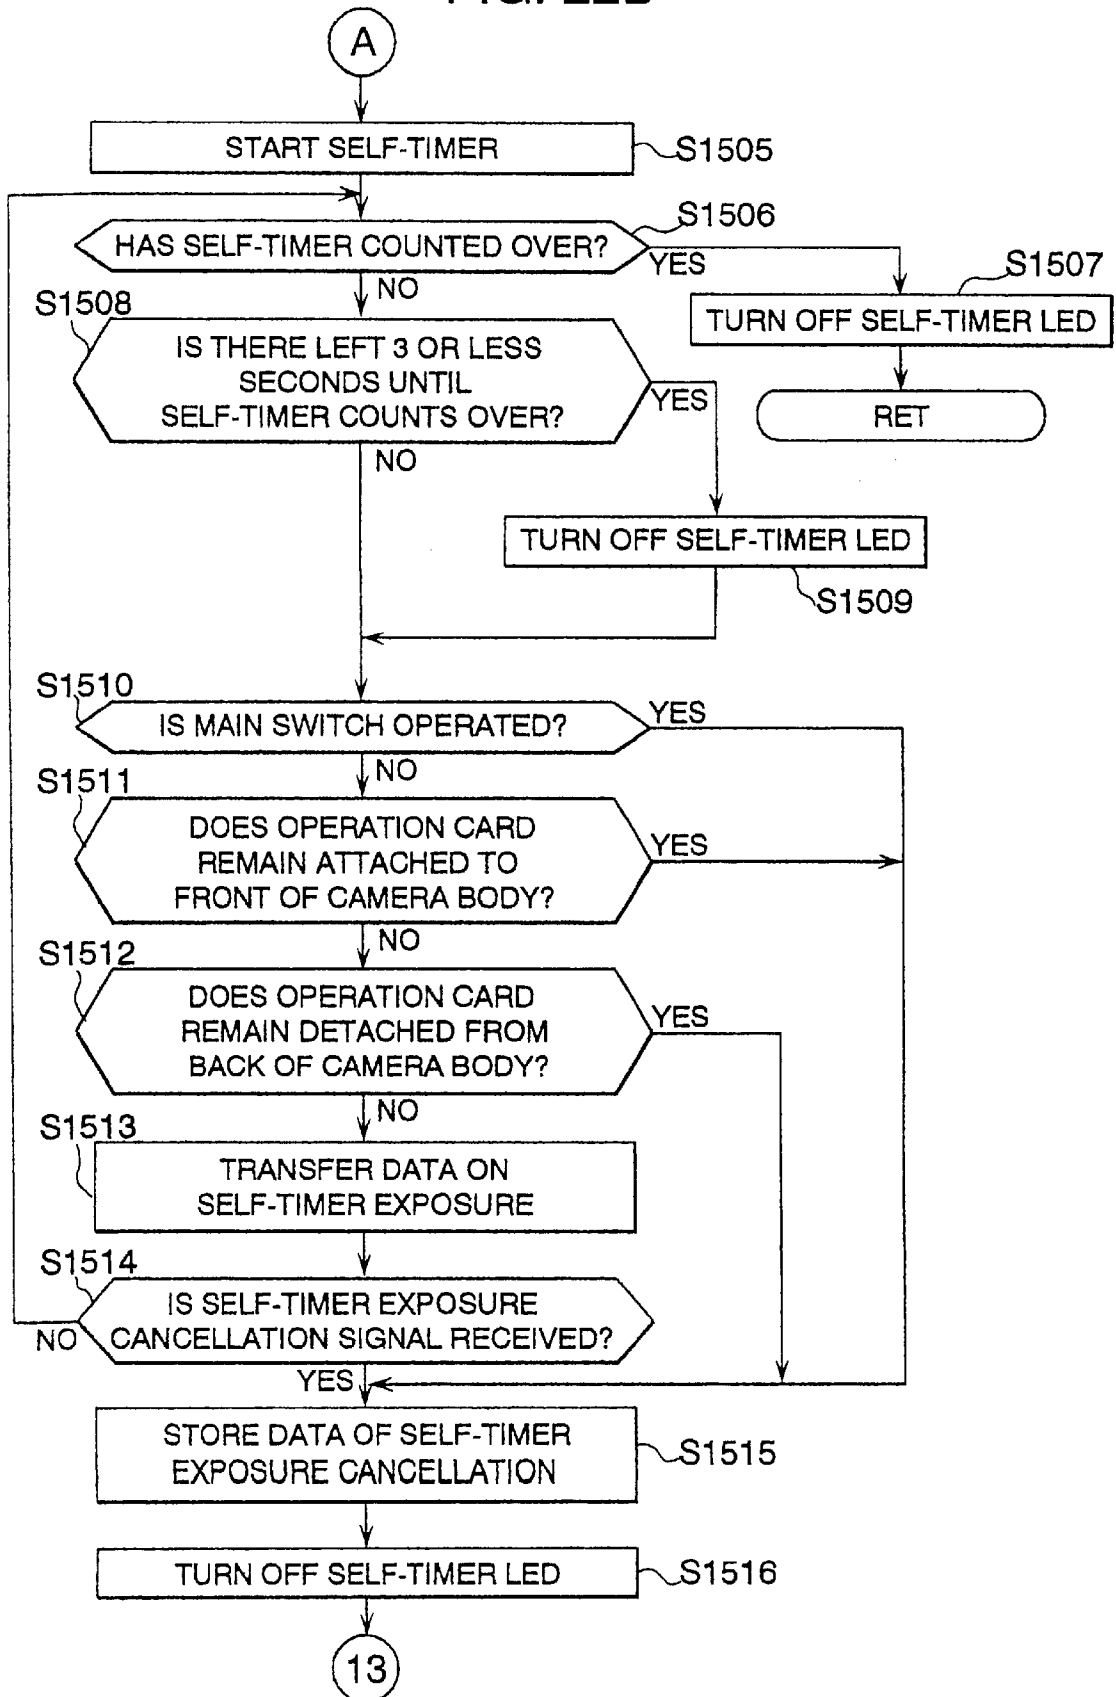 A
START SELF-TIMER
S1505
S1506
HAS SELF-TIMER COUNTED OVER?
YES
NO
S1507
TURN OFF SELF-TIMER LED
RET
S1508
IS THERE LEFT 3 OR LESS
SECONDS UNTIL
SELF-TIMER COUNTS OVER?
YES
NO
TURN OFF SELF-TIMER LED
S1509
S1510
IS MAIN SWITCH OPERATED?
YES
NO
S1511
DOES OPERATION CARD
REMAIN ATTACHED TO
FRONT OF CAMERA BODY?
YES
NO
S1512
DOES OPERATION CARD
REMAIN DETACHED FROM
BACK OF CAMERA BODY?
YES
NO
S1513
TRANSFER DATA ON
SELF-TIMER EXPOSURE
S1514
IS SELF-TIMER EXPOSURE
CANCELLATION SIGNAL RECEIVED?
NO
YES
STORE DATA OF SELF-TIMER
EXPOSURE CANCELLATION
S1515
TURN OFF SELF-TIMER LED
S1516
13